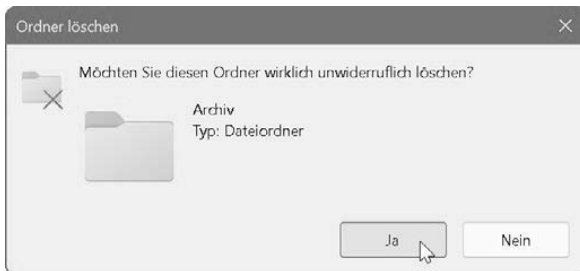 Ordner löschen
Möchten Sie diesen Ordner wirklich unwiderruflich löschen?
Archiv
Typ: Dateiordner
Ja
Nein